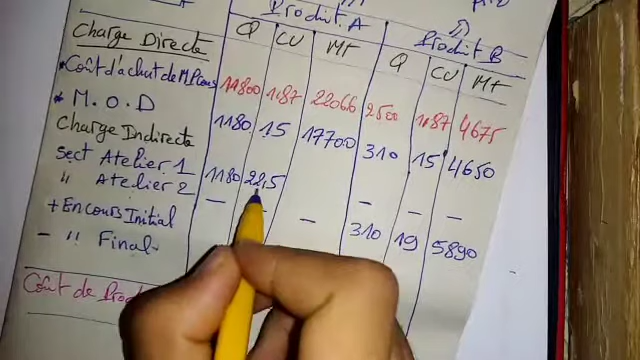 Produit A Produit B
Charge Directe Q CU MT Q CU MT
• Coût d'achat de M.P Cons 11800 1.87 22066 2500 1.87 4675
• M.O.D 1180 15 17700 310 15 4650
Charge Indirecte
Sect Atelier 1 1180 22,5 - - -
" Atelier 2 - - - 310 19 5890
+ Encours Initial
- " Final
Coût de